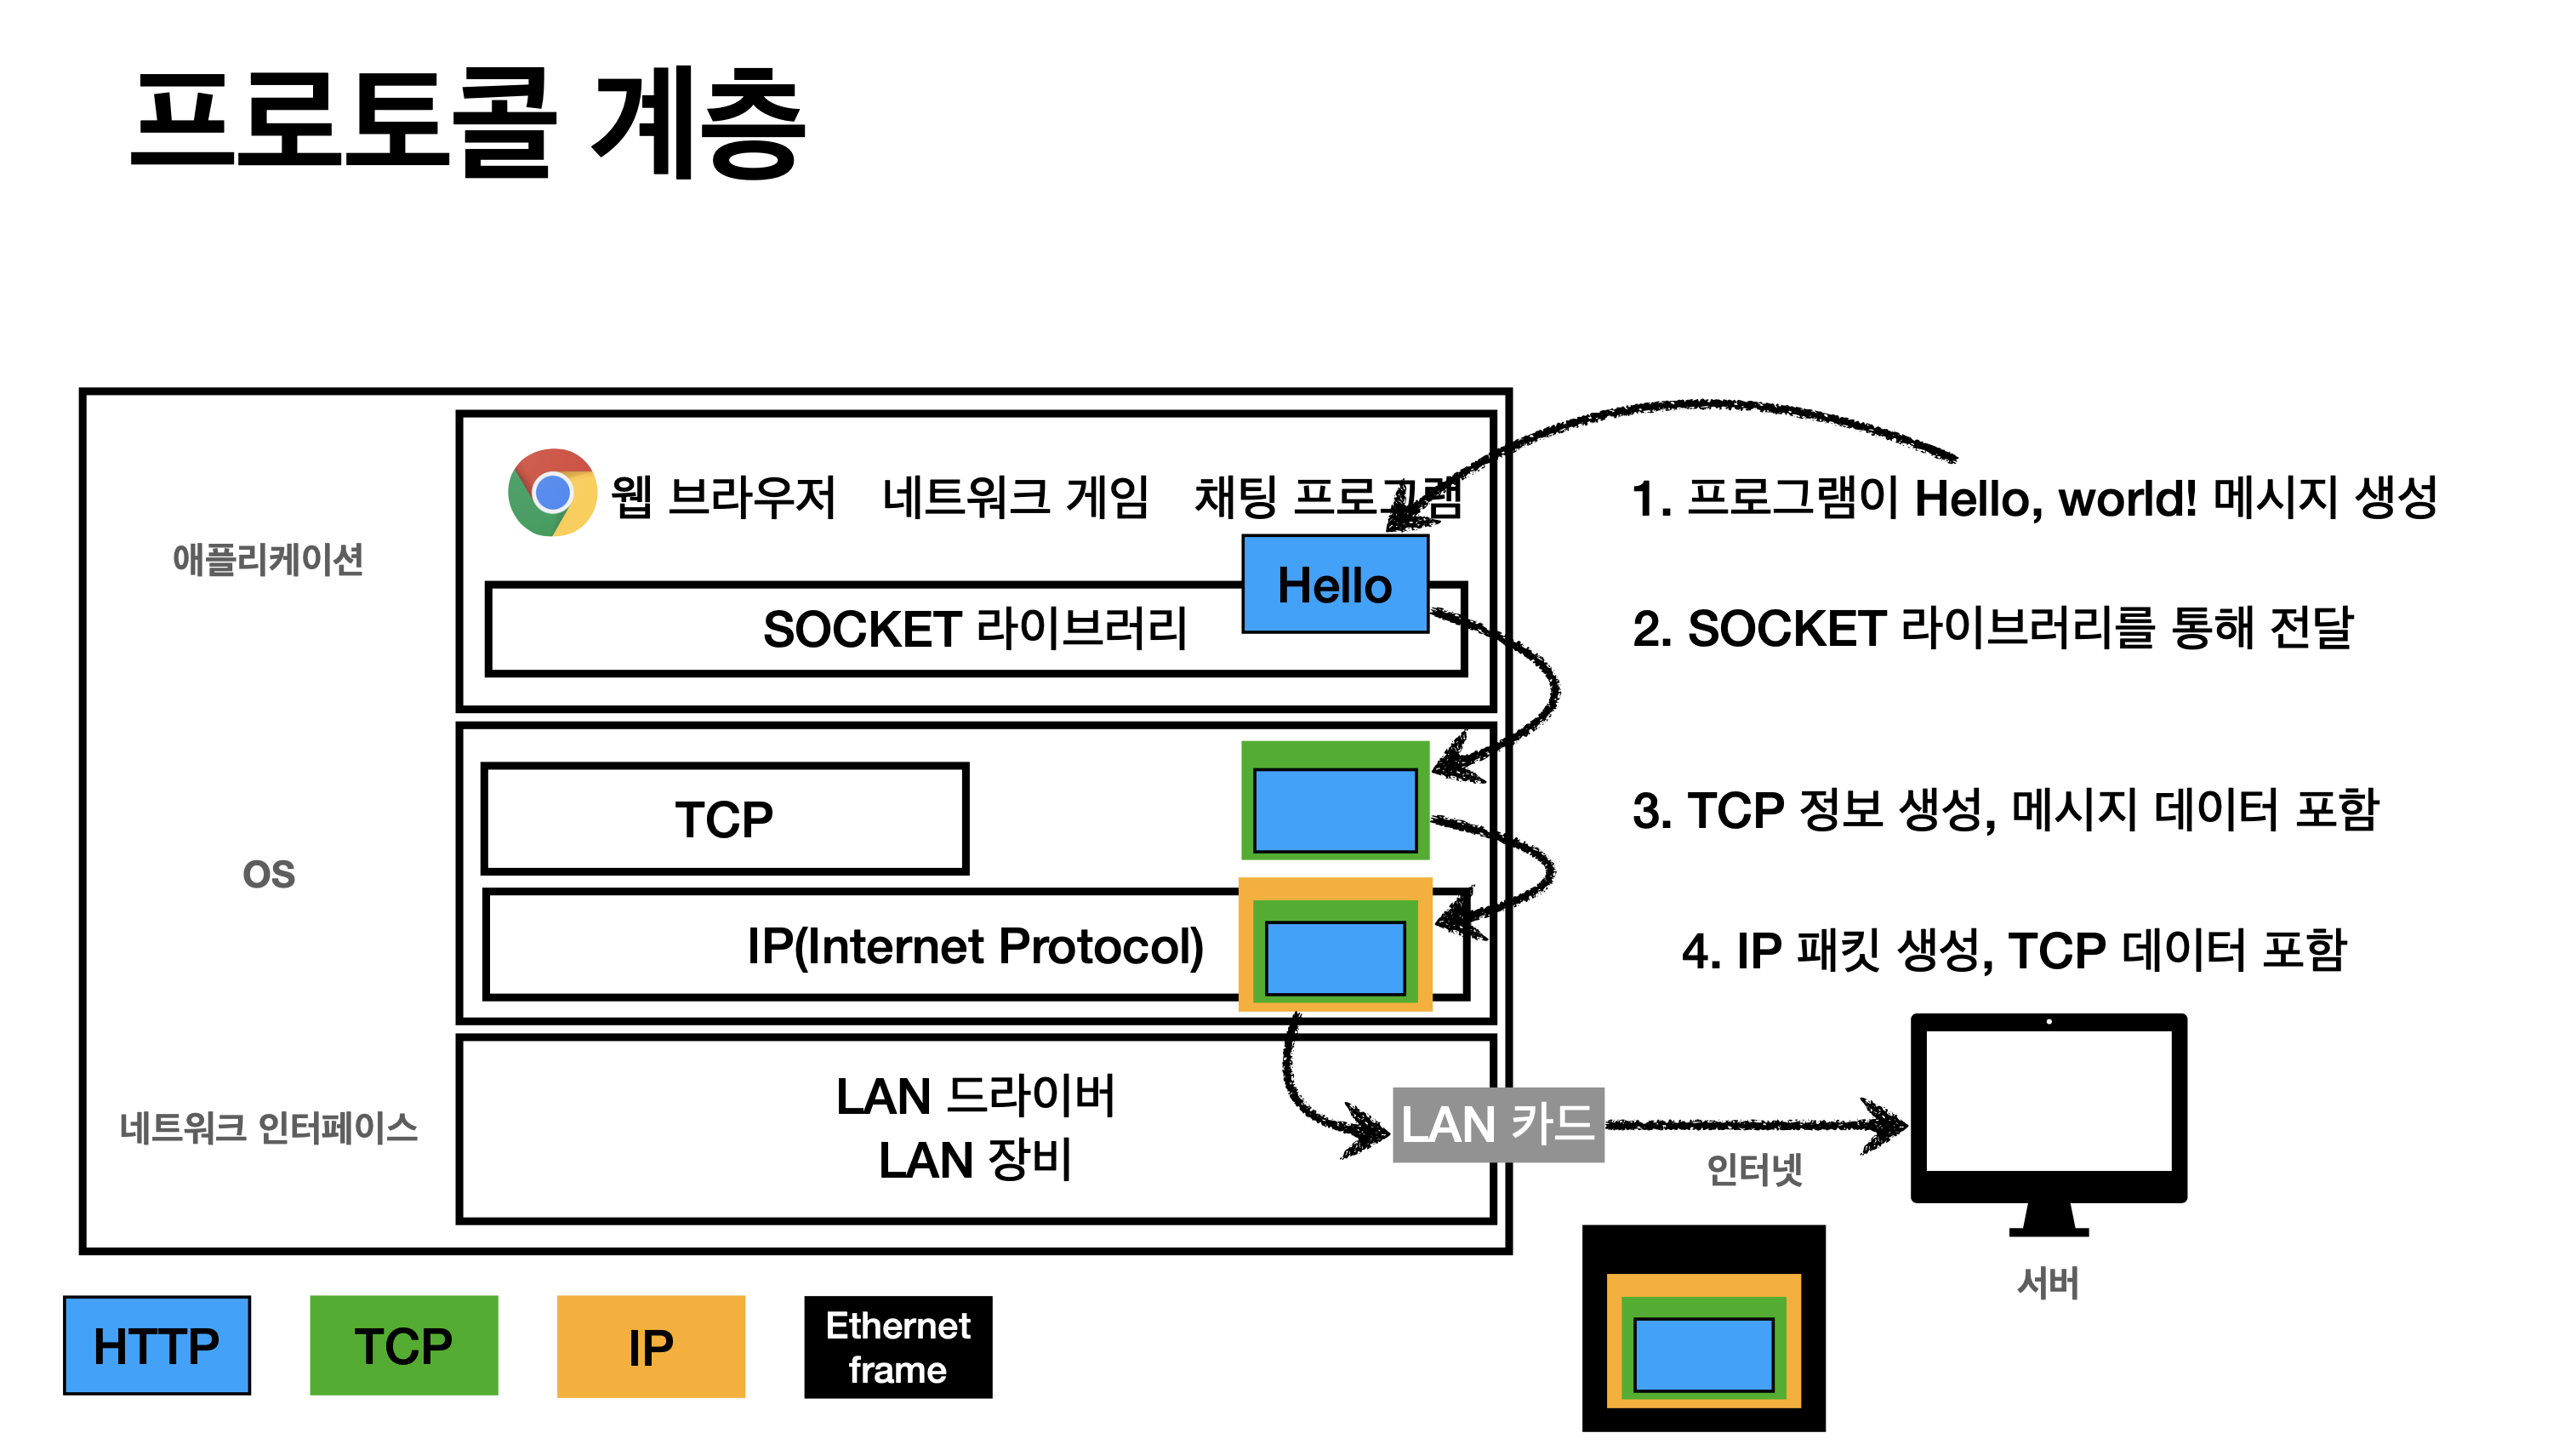 프로토콜 계층
애플리케이션
웹 브라우저 네트워크 게임 채팅 프로그램
Hello
SOCKET 라이브러리
1. 프로그램이 Hello, world! 메시지 생성
2. SOCKET 라이브러리를 통해 전달
OS
TCP
IP(Internet Protocol)
3. TCP 정보 생성, 메시지 데이터 포함
4. IP 패킷 생성, TCP 데이터 포함
네트워크 인터페이스
LAN 드라이버
LAN 장비
LAN 카드
인터넷
서버
HTTP
TCP
IP
Ethernet
frame